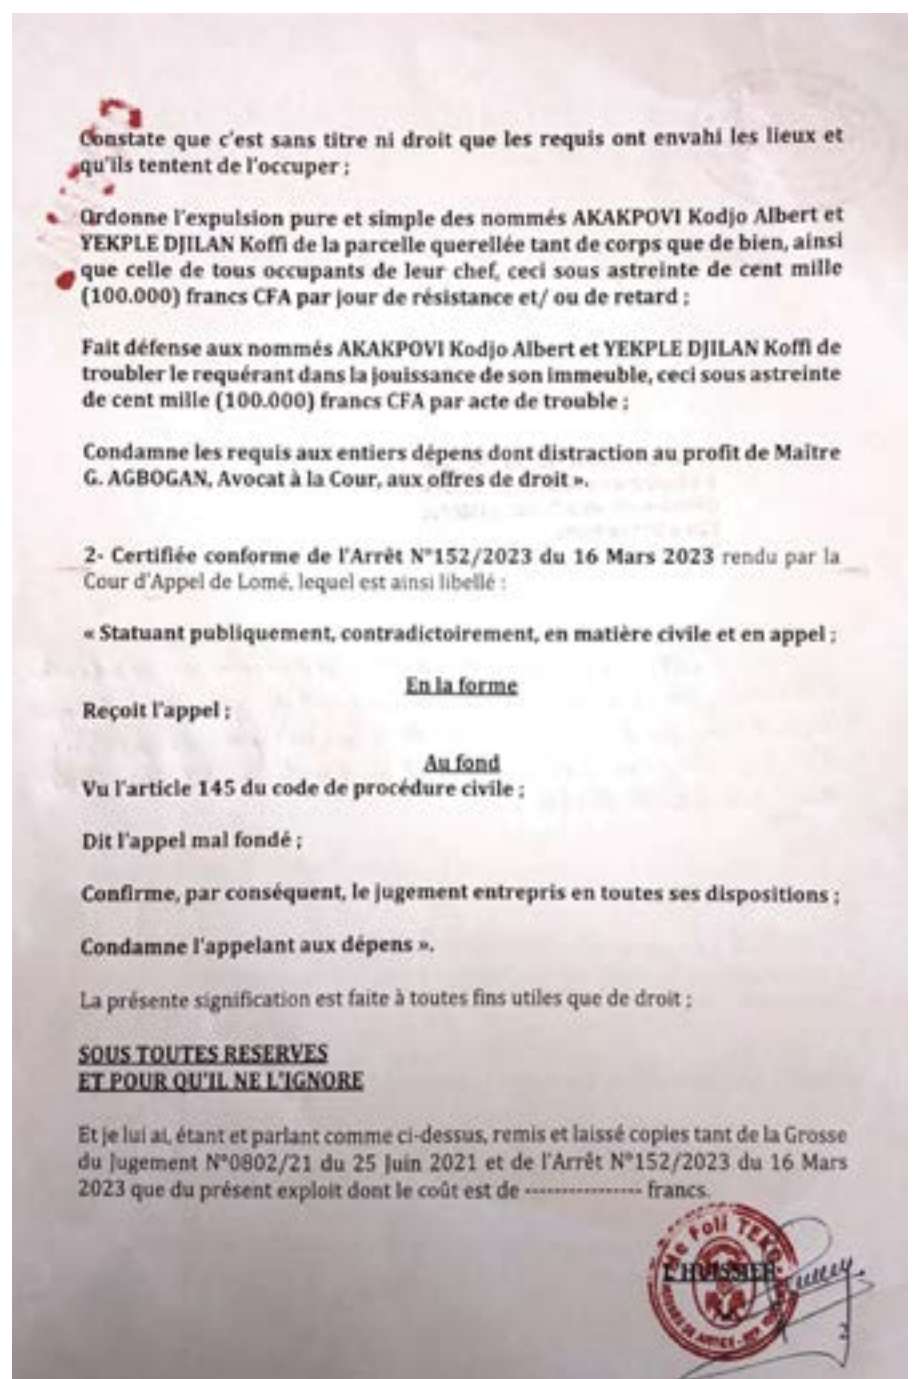 Constate que c'est sans titre ni droit que les requis ont envahi les lieux et
qu'ils tentent de l'occuper ;
Ordonne l'expulsion pure et simple des nommés AKAKPOVI Kodjo Albert et
YEKPLE DJILAN Koffi de la parcelle querellée tant de corps que de bien, ainsi
que celle de tous occupants de leur chef, ceci sous astreinte de cent mille
(100.000) francs CFA par jour de résistance et/ ou de retard ;
Fait défense aux nommés AKAKPOVI Kodjo Albert et YEKPLE DJILAN Koffi de
troubler le requérant dans la jouissance de son immeuble, ceci sous astreinte
de cent mille (100.000) francs CFA par acte de trouble ;
Condamne les requis aux entiers dépens dont distraction au profit de Maître
G. AGBOGAN, Avocat à la Cour, aux offres de droit ».
2- Certifiée conforme de l'Arrêt N°152/2023 du 16 Mars 2023 rendu par la
Cour d'Appel de Lomé, lequel est ainsi libellé :
« Statuant publiquement, contradictoirement, en matière civile et en appel ;
En la forme
Reçoit l'appel ;
Au fond
Vu l'article 145 du code de procédure civile ;
Dit l'appel mal fondé ;
Confirme, par conséquent, le jugement entrepris en toutes ses dispositions ;
Condamne l'appelant aux dépens ».
La présente signification est faite à toutes fins utiles que de droit ;
SOUS TOUTES RESERVES
ET POUR QU'IL NE L'IGNORE
Et je lui ai, étant et parlant comme ci-dessus, remis et laissé copies tant de la Grosse
du Jugement N°0802/21 du 25 Juin 2021 et de l'Arrêt N°152/2023 du 16 Mars
2023 que du présent exploit dont le coût est de ---------------- francs.
Me Foli TEKO
L'HUISSIER